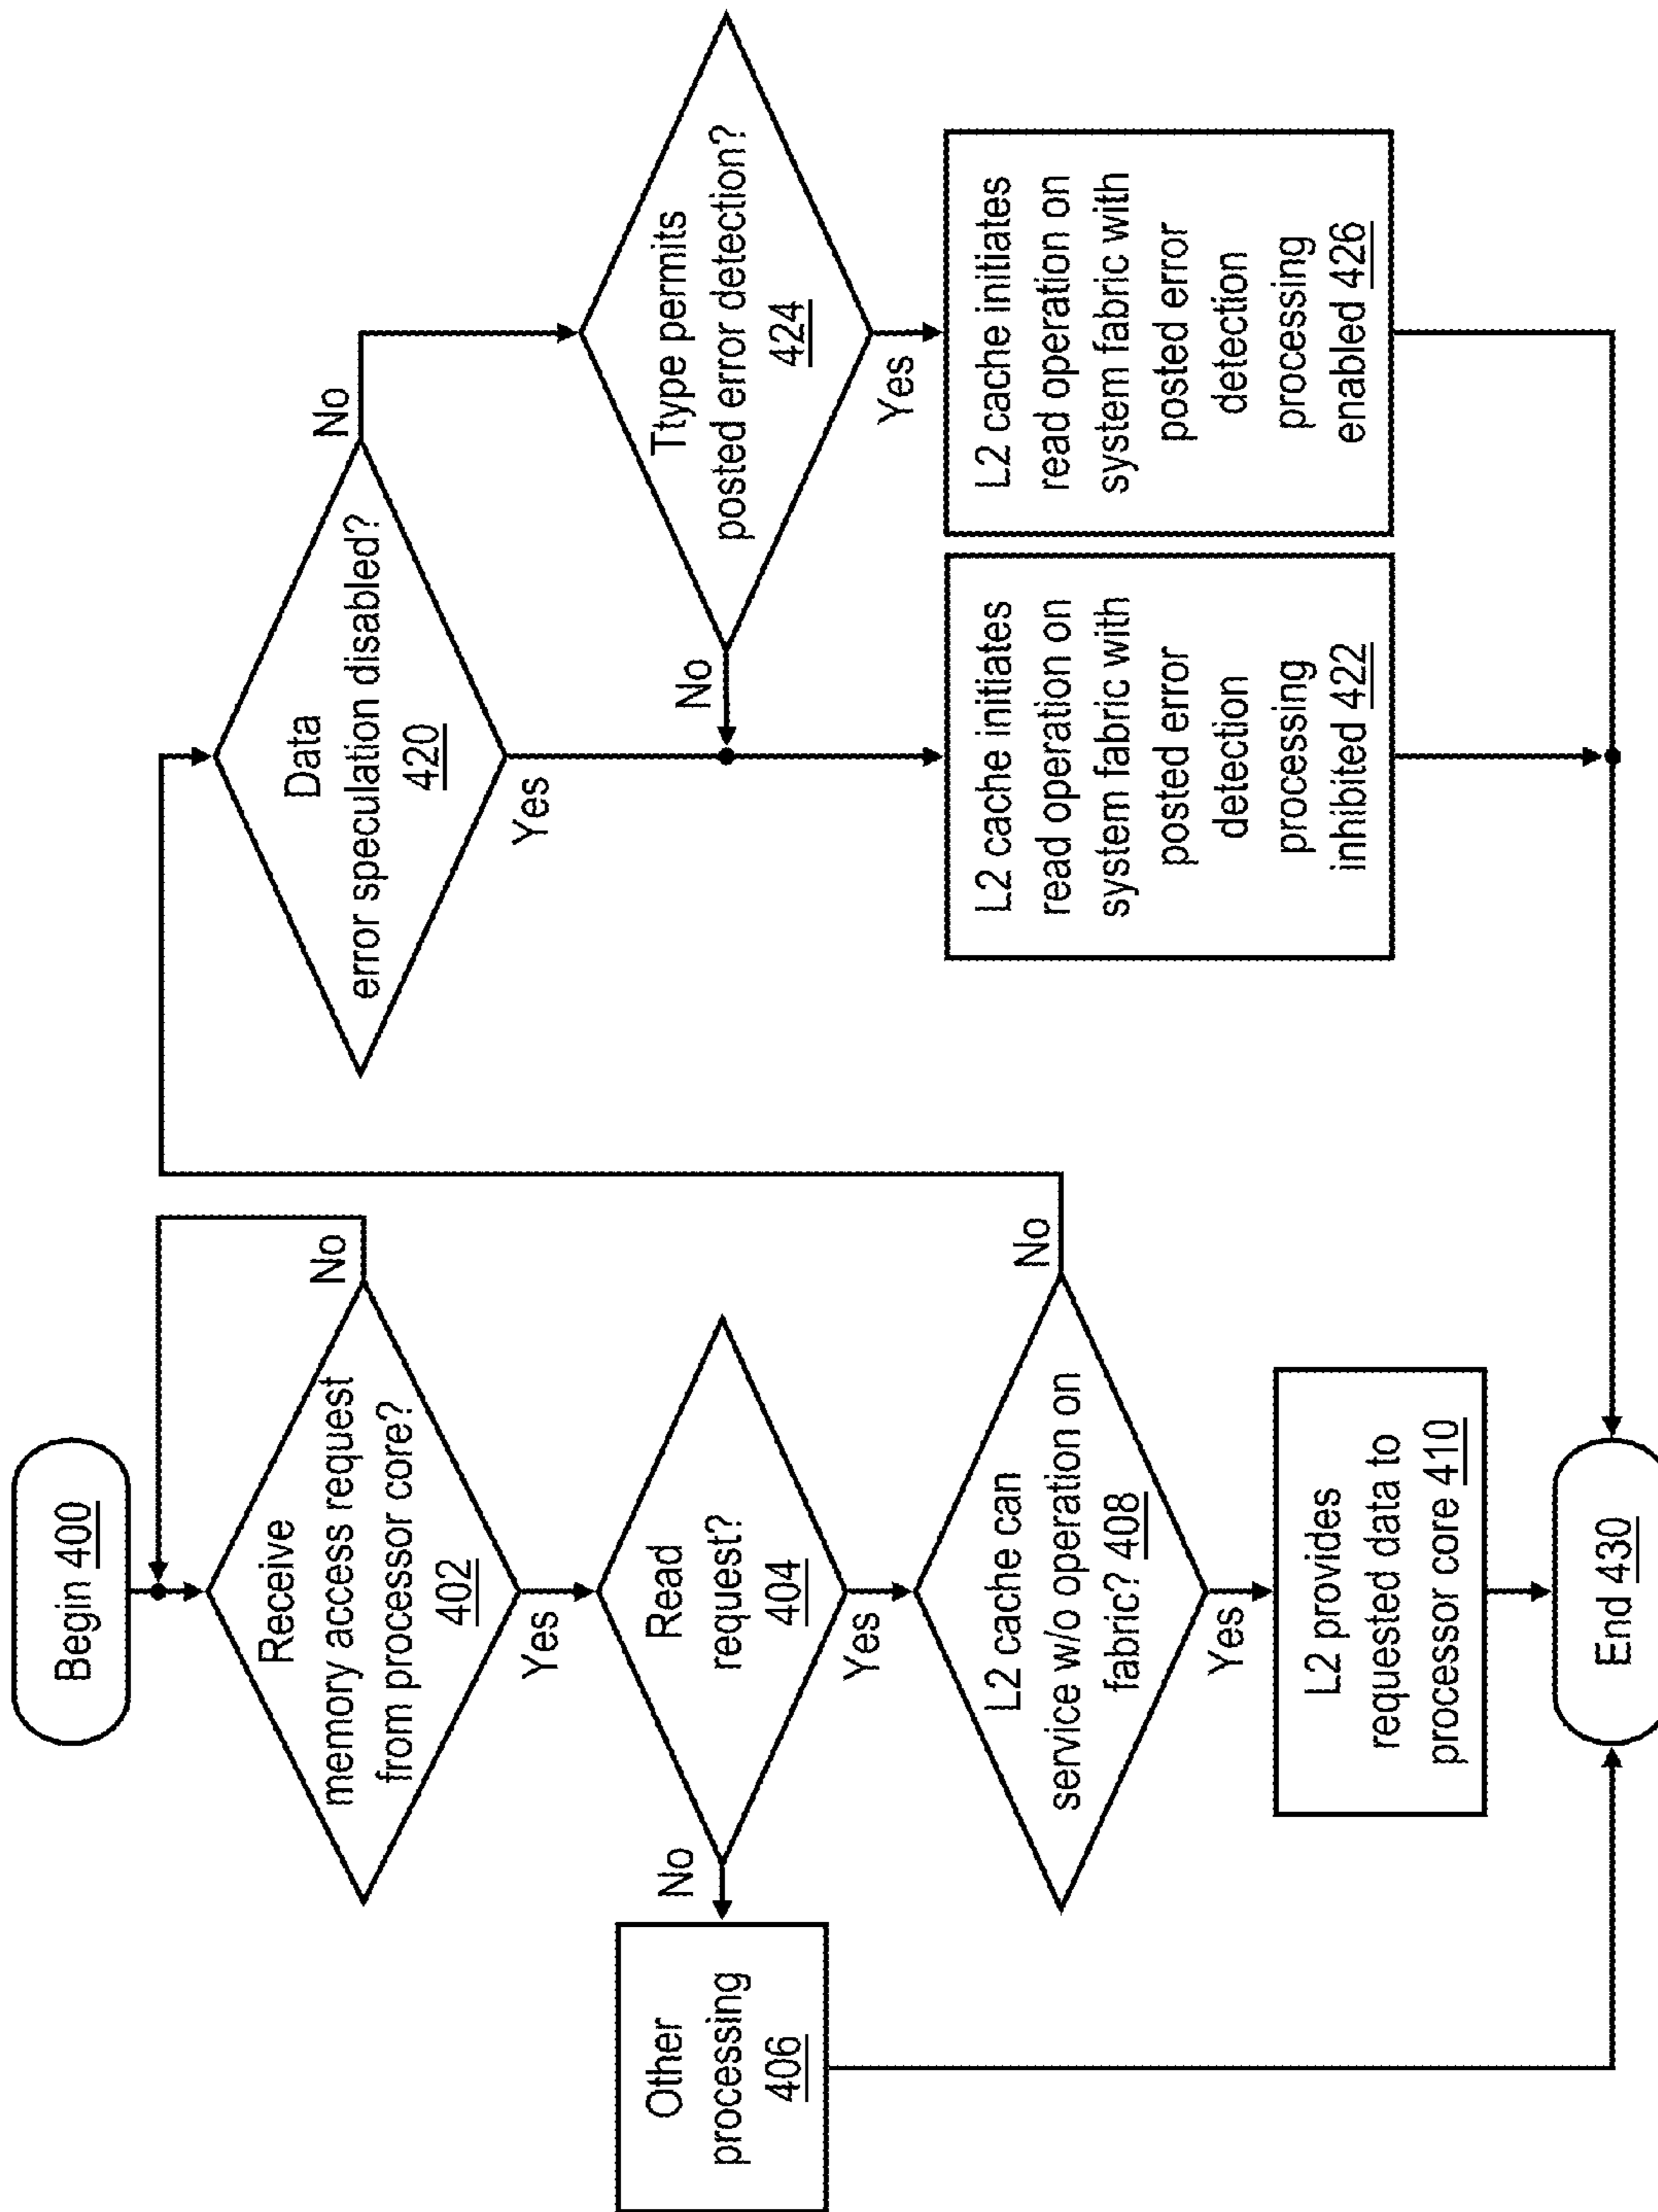 Begin 400
Receive
memory access request
from processor core?
402
No
Yes
Read
request?
404
No
Other
processing
406
Yes
L2 cache can
service w/o operation on
fabric? 408
No
Yes
L2 provides
requested data to
processor core 410
Data
error speculation disabled?
420
No
Yes
Ttype permits
posted error detection?
424
No
Yes
L2 cache initiates
read operation on
system fabric with
posted error
detection
processing
inhibited 422
L2 cache initiates
read operation on
system fabric with
posted error
detection
processing
enabled 426
End 430